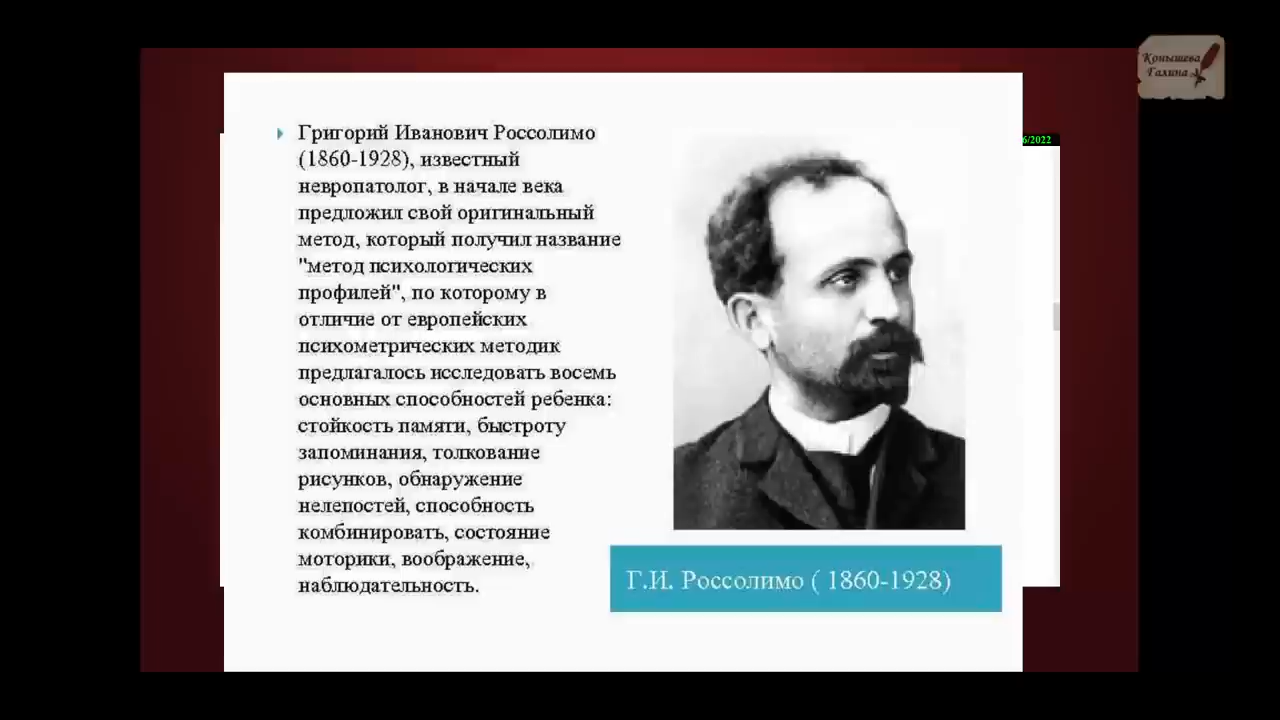 Конышева
Галина
6/2022
Григорий Иванович Россолимо
(1860-1928), известный
невропатолог, в начале века
предложил свой оригинальный
метод, который получил название
"метод психологических
профилей", по которому в
отличие от европейских
психометрических методик
предлагалось исследовать восемь
основных способностей ребенка:
стойкость памяти, быстроту
запоминания, толкование
рисунков, обнаружение
нелепостей, способность
комбинировать, состояние
моторики, воображение,
наблюдательность.
Г.И. Россолимо ( 1860-1928)